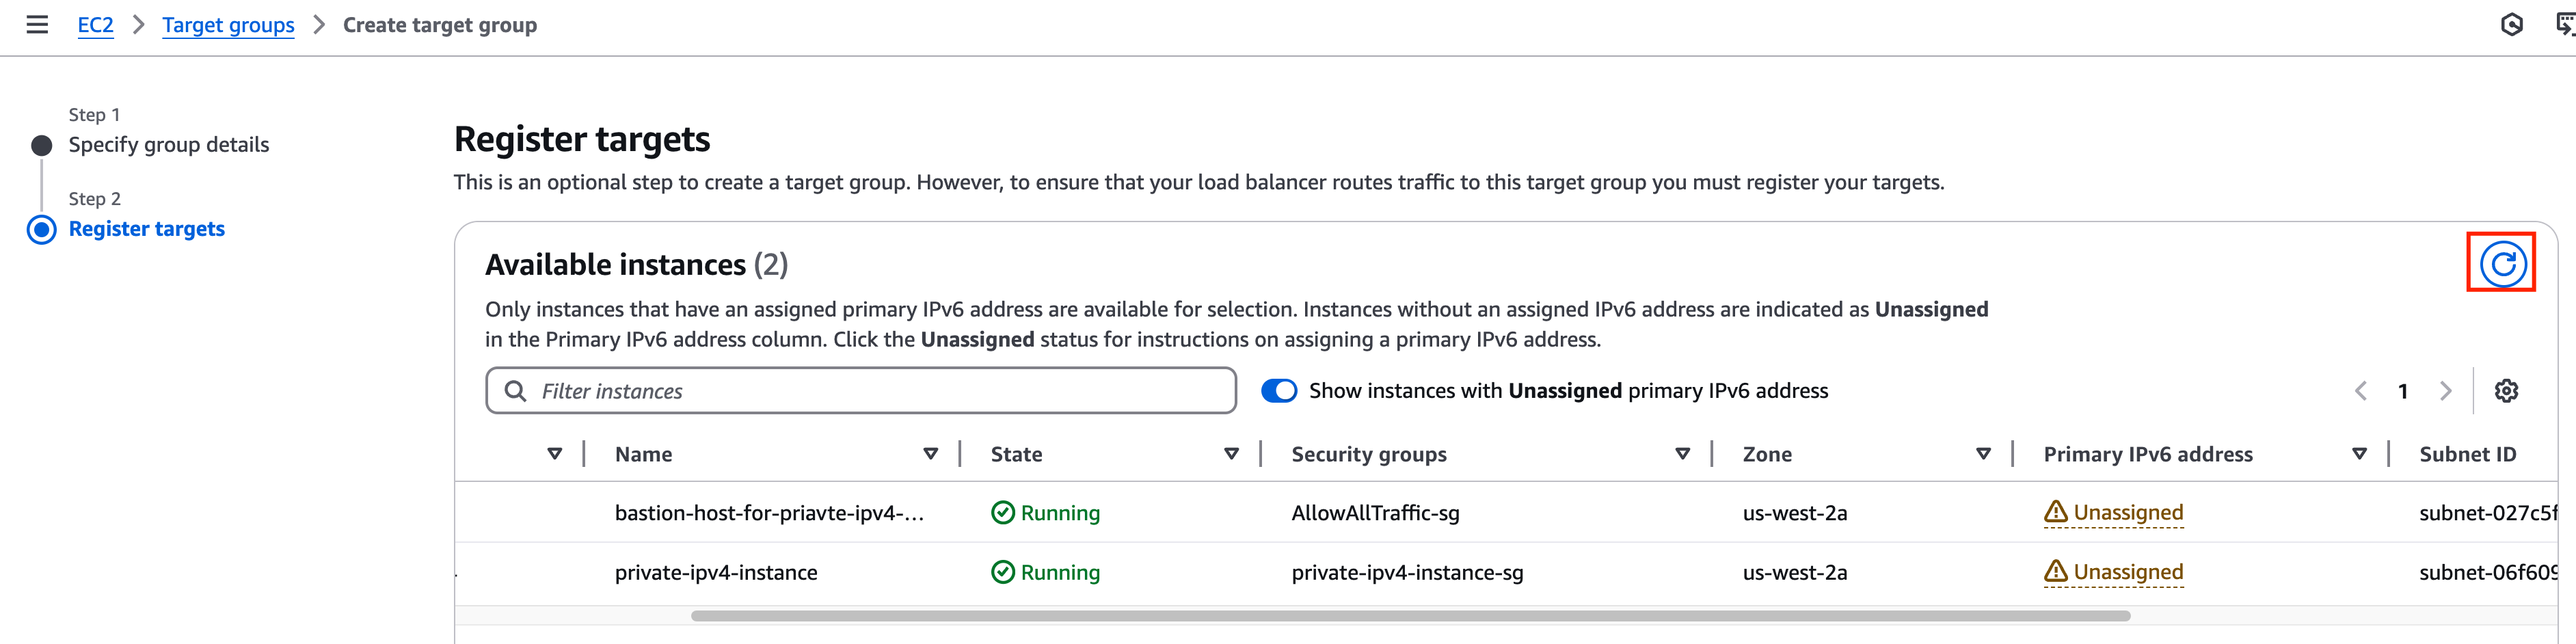 EC2 Target groups Create target group
Step 1
Specify group details
Step 2
Register targets
Register targets
This is an optional step to create a target group. However, to ensure that your load balancer routes traffic to this target group you must register your targets.
Available instances (2)
Only instances that have an assigned primary IPv6 address are available for selection. Instances without an assigned IPv6 address are indicated as Unassigned
in the Primary IPv6 address column. Click the Unassigned status for instructions on assigning a primary IPv6 address.
Filter instances Show instances with Unassigned primary IPv6 address 1
Name State Security groups Zone Primary IPv6 address Subnet ID
bastion-host-for-priavte-ipv4-... Running AllowAllTraffic-sg us-west-2a Unassigned subnet-027c5f
private-ipv4-instance Running private-ipv4-instance-sg us-west-2a Unassigned subnet-06f609